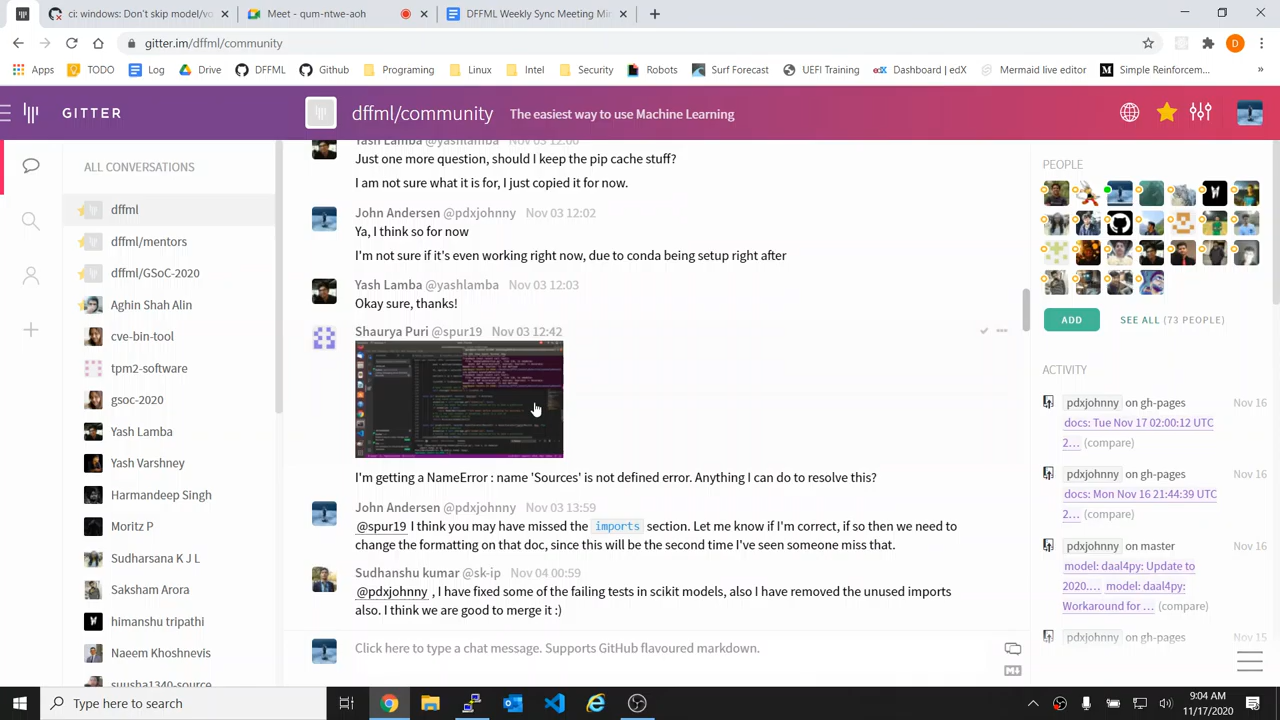 ci: windows: Don't skip model/vo
Meet - qum-ntwe-aoh
DFFML Weekly Sync Meeting Min
gitter.im/dffml/community
Apps
TODO
Log
Drive
DFFML
Github
Programing
Linux
Intel
Security
Robots
Surf Forecast
UEFI Training
Dashboard | edX
Mermaid live editor
Simple Reinforcem...
GITTER
dffml/community
The easiest way to use Machine Learning
ALL CONVERSATIONS
dffml
dffml/mentors
dffml/GSoC-2020
Aghin Shah Alin
cve-bin-tool
tpm2-software
gsoc-2020
Yash Lamba
Yash Varshney
Harmandeep Singh
Moritz P
Sudharsana K J L
Saksham Arora
himanshu tripathi
Naeem Khoshnevis
suusha1340-source
Yash Lamba @yashlamba Nov 03 12:00
Just one more question, should I keep the pip cache stuff?
I am not sure what it is for, I just copied it for now.
John Andersen @pdxjohnny Nov 03 12:02
Ya, I think so for now
I'm not sure if it's even working right now, due to conda being setup right after
Yash Lamba @yashlamba Nov 03 12:03
Okay sure, thanks!
Shaurya Puri @spur19 Nov 03 12:42
I'm getting a NameError : name 'Sources' is not defined error. Anything I can do to resolve this?
John Andersen @pdxjohnny Nov 03 13:59
@spur19 I think you may have missed the imports section. Let me know if I'm correct, if so then we need to
change the formatting on that doc, since this will be the second time I've seen someone miss that.
Sudhanshu kumar @sk-ip Nov 04 00:59
@pdxjohnny , I have fixed some of the failing tests in scikit models, also I have removed the unused imports
also. I think we are good to merge it :)
Click here to type a chat message. Supports GitHub flavoured markdown.
PEOPLE
ADD
SEE ALL (73 PEOPLE)
ACTIVITY
pdxjohnny on gh-pages Nov 16
docs: Tue Nov 17 07:00:12 UTC
2... (compare)
pdxjohnny on gh-pages Nov 16
docs: Mon Nov 16 21:44:39 UTC
2... (compare)
pdxjohnny on master Nov 16
model: daal4py: Update to
2020.... model: daal4py:
Workaround for ... (compare)
pdxjohnny on gh-pages Nov 15
Type here to search
9:04 AM
11/17/2020